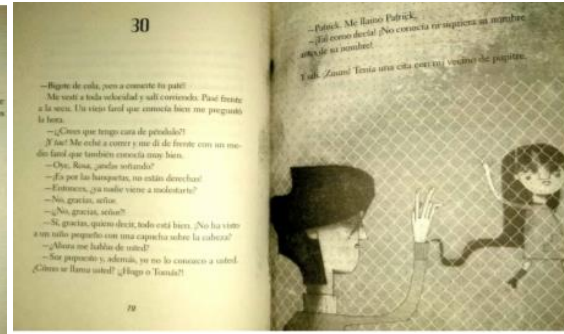 30
—Bigote de cola, ¡ven a comerte tu paté!
Me vestí a toda velocidad y salí corriendo. Pasé frente
a la seca. Un viejo farol que conocía bien me preguntó
la hora.
—¿¡Crees que tengo cara de péndulo?!
¡Y tac! Me eché a correr y me di de frente con un me-
dio farol que también conocía muy bien.
—Oye, Rosa, ¿andas soñando?
—¡Es por las banquetas, no están derechas!
—Entonces, ¿ya nadie viene a molestarte?
—No, gracias, señor.
—¿¡No, gracias, señor?!
—Sí, gracias, quiero decir, todo está bien. ¿No ha visto
a un niño pequeño con una capucha sobre la cabeza?
—¿Ahora me hablas de usted?
—Sor pupuesto y, además, yo no lo conozco a usted.
¿Cómo se llama usted? ¿¡Hugo o Tomás?!
70
—Patrick. Me llamo Patrick.
—¡Tal como decía! ¡No conocía ni siquiera su nombre
antes de su nombre!
Y salí. ¡Zuum! Tenía una cita con mi vecino de pupitre.